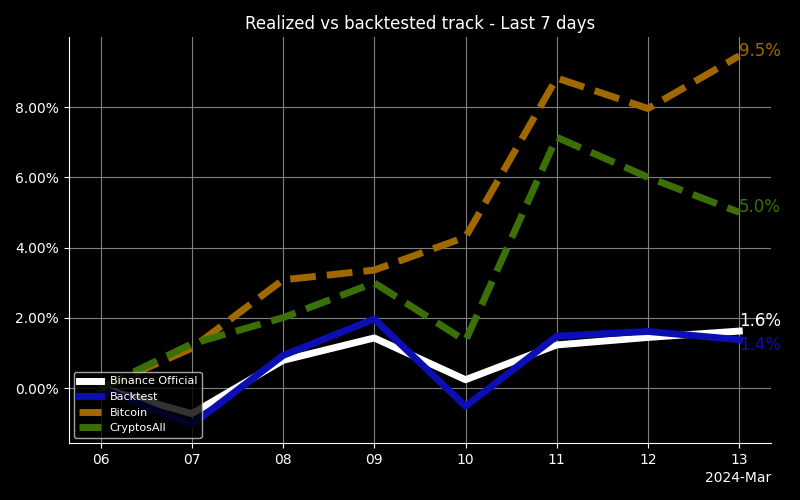 Realized vs backtested track - Last 7 days
9.5%
8.00%
6.00%
5.0%
4.00%
2.00%
1.6%
1.4%
0.00%
Binance Official
Backtest
Bitcoin
CryptosAll
06 07 08 09 10 11 12 13
2024-Mar